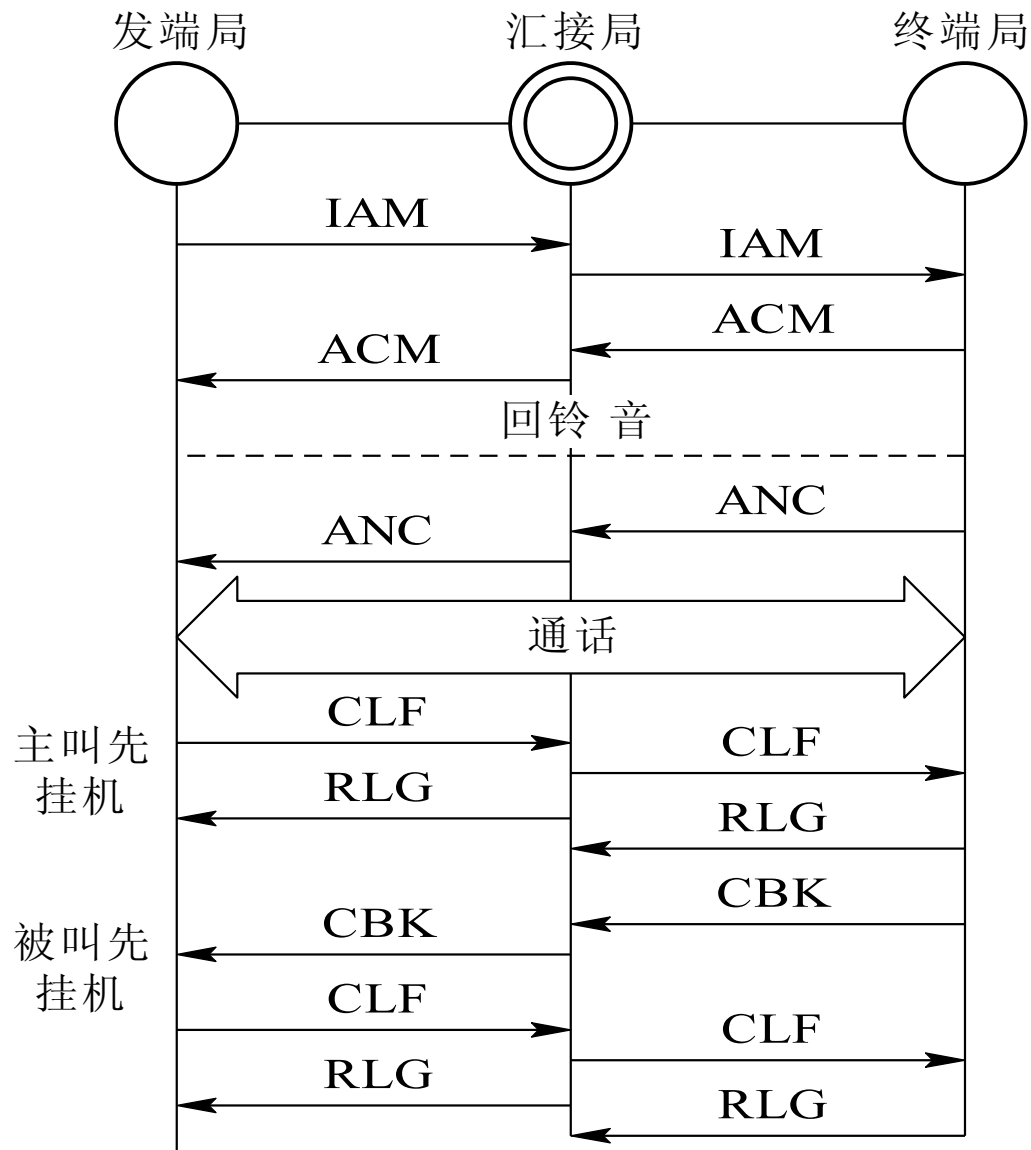 发端局
汇接局
终端局
IAM
IAM
ACM
ACM
回铃 音
ANC
ANC
通话
CLF
主叫先
挂机
CLF
RLG
RLG
CBK
被叫先
挂机
CBK
CLF
CLF
RLG
RLG